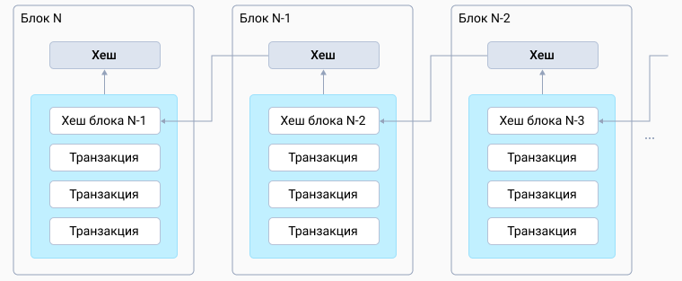 Блок N
Хеш
Хеш блока N-1
Транзакция
Транзакция
Транзакция
Блок N-1
Хеш
Хеш блока N-2
Транзакция
Транзакция
Транзакция
Блок N-2
Хеш
Хеш блока N-3
Транзакция
Транзакция
Транзакция
...